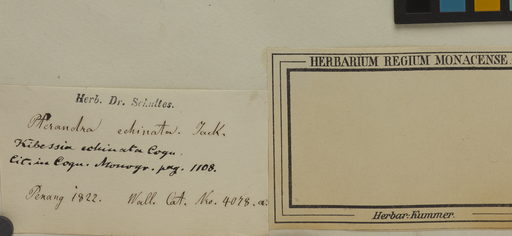 Herb. Dr. Schultes.
Pterandra echinata. Jack.
Kibessia echinata Cogn.
Cit. in Cogn. Monogr. pag. 1108.
Penang 1822. Wall. Cat. No. 4078. a.
HERBARIUM REGIUM MONACENSE.
Herbar. Kummer.